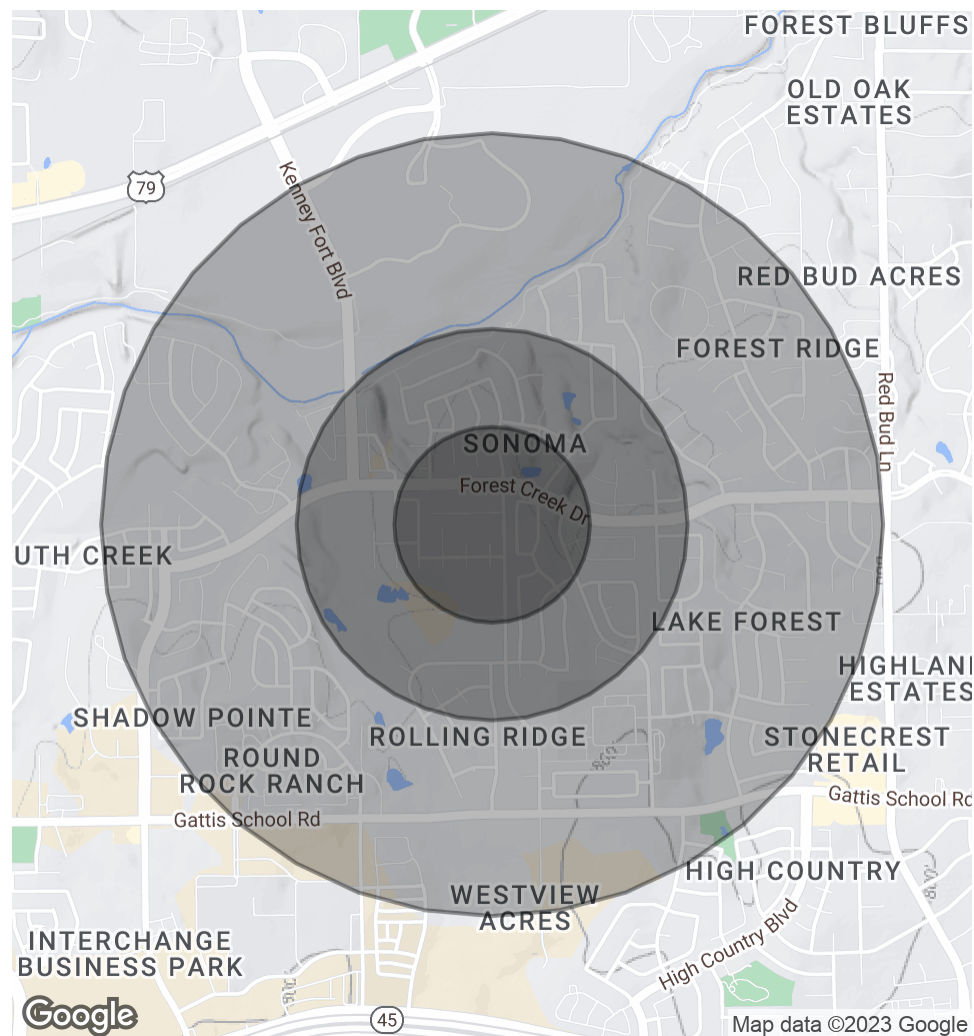 FOREST BLUFFS
OLD OAK
ESTATES
79
Kenney Fort Blvd
RED BUD ACRES
FOREST RIDGE
Red Bud Ln
SONOMA
Forest Creek Dr
UTH CREEK
LAKE FOREST
HIGHLAN
ESTATES
SHADOW POINTE
ROLLING RIDGE
STONECREST
RETAIL
ROUND
ROCK RANCH
Gattis School Rd
Gattis School Rd
HIGH COUNTRY
WESTVIEW
ACRES
High Country Blvd
INTERCHANGE
BUSINESS PARK
Google
45
Map data ©2023 Google